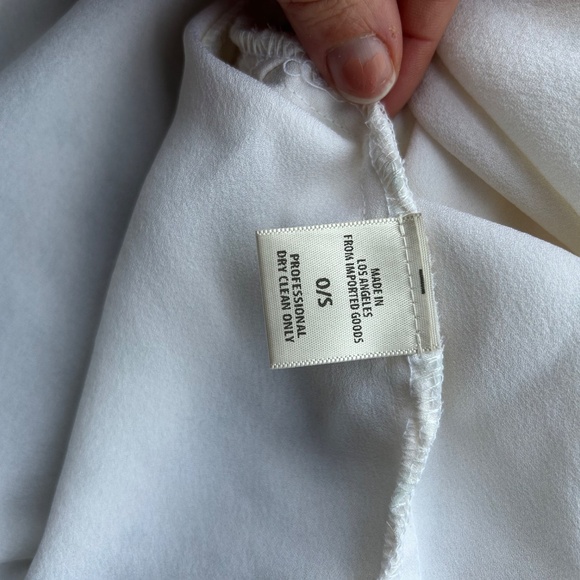 MADE IN
LOS ANGELES
FROM IMPORTED GOODS
O/S
PROFESSIONAL
DRY CLEAN ONLY